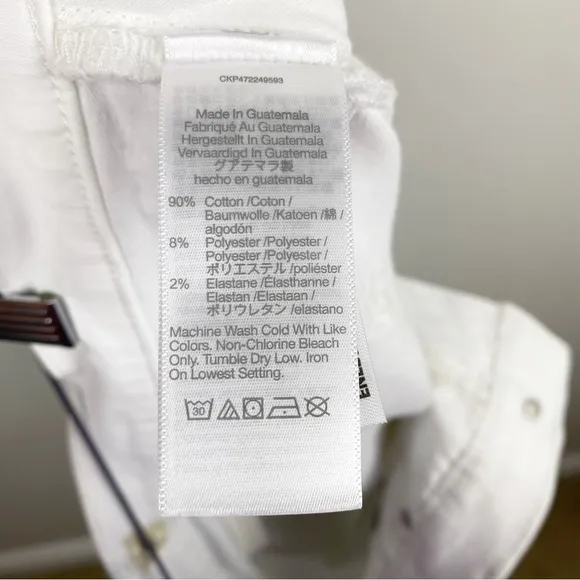 CKP472249593
Made In Guatemala
Fabriqué Au Guatemala
Hergestellt In Guatemala
Vervaardigd In Guatemala
グアテマラ製
hecho en guatemala
90% Cotton /Coton /
Baumwolle /Katoen /綿 /
algodón
8% Polyester /Polyester /
Polyester /Polyester
/ポリエステル /poliéster
2% Elastane /Élasthanne /
Elastan /Elastaan /
ポリウレタン /elastano
Machine Wash Cold With Like
Colors. Non-Chlorine Bleach
Only. Tumble Dry Low. Iron
On Lowest Setting.
30